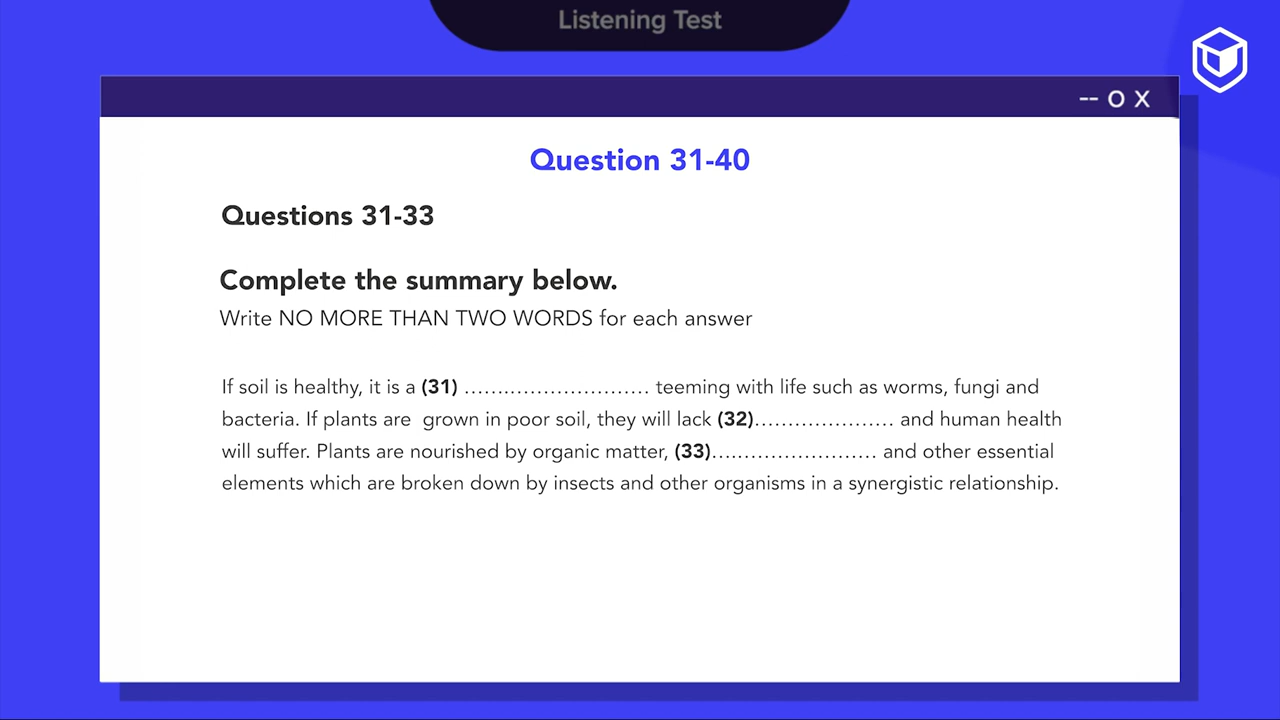 Listening Test
-- O X
Question 31-40
Questions 31-33
Complete the summary below.
Write NO MORE THAN TWO WORDS for each answer
If soil is healthy, it is a (31) ............................ teeming with life such as worms, fungi and
bacteria. If plants are  grown in poor soil, they will lack (32)..................... and human health
will suffer. Plants are nourished by organic matter, (33)......................... and other essential
elements which are broken down by insects and other organisms in a synergistic relationship.